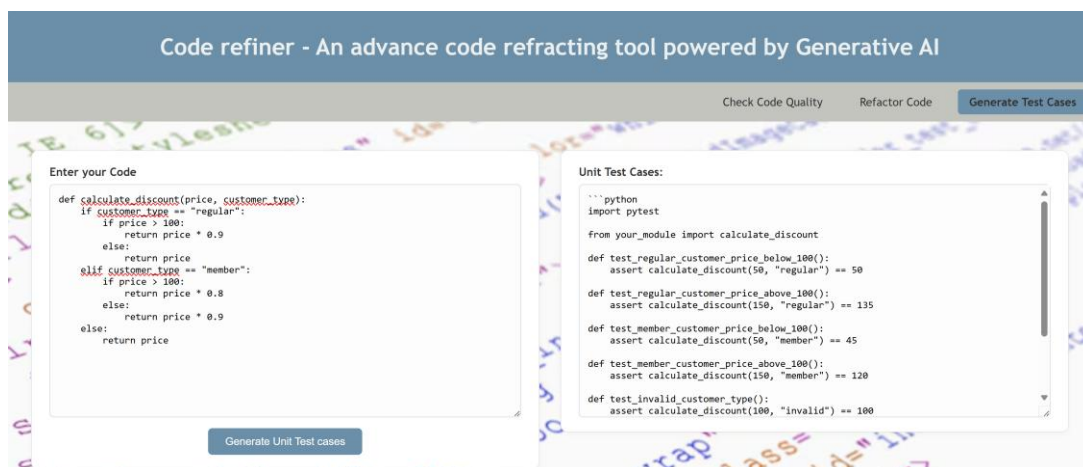 Code refiner - An advance code refracting tool powered by Generative AI
Check Code Quality Refactor Code Generate Test Cases
Enter your Code
def calculate_discount(price, customer_type):
    if customer_type == "regular":
        if price > 100:
            return price * 0.9
        else:
            return price
    elif customer_type == "member":
        if price > 100:
            return price * 0.8
        else:
            return price * 0.9
    else:
        return price
Generate Unit Test cases
Unit Test Cases:
```python
import pytest
from your_module import calculate_discount
def test_regular_customer_price_below_100():
    assert calculate_discount(50, "regular") == 50
def test_regular_customer_price_above_100():
    assert calculate_discount(150, "regular") == 135
def test_member_customer_price_below_100():
    assert calculate_discount(50, "member") == 45
def test_member_customer_price_above_100():
    assert calculate_discount(150, "member") == 120
def test_invalid_customer_type():
    assert calculate_discount(100, "invalid") == 100